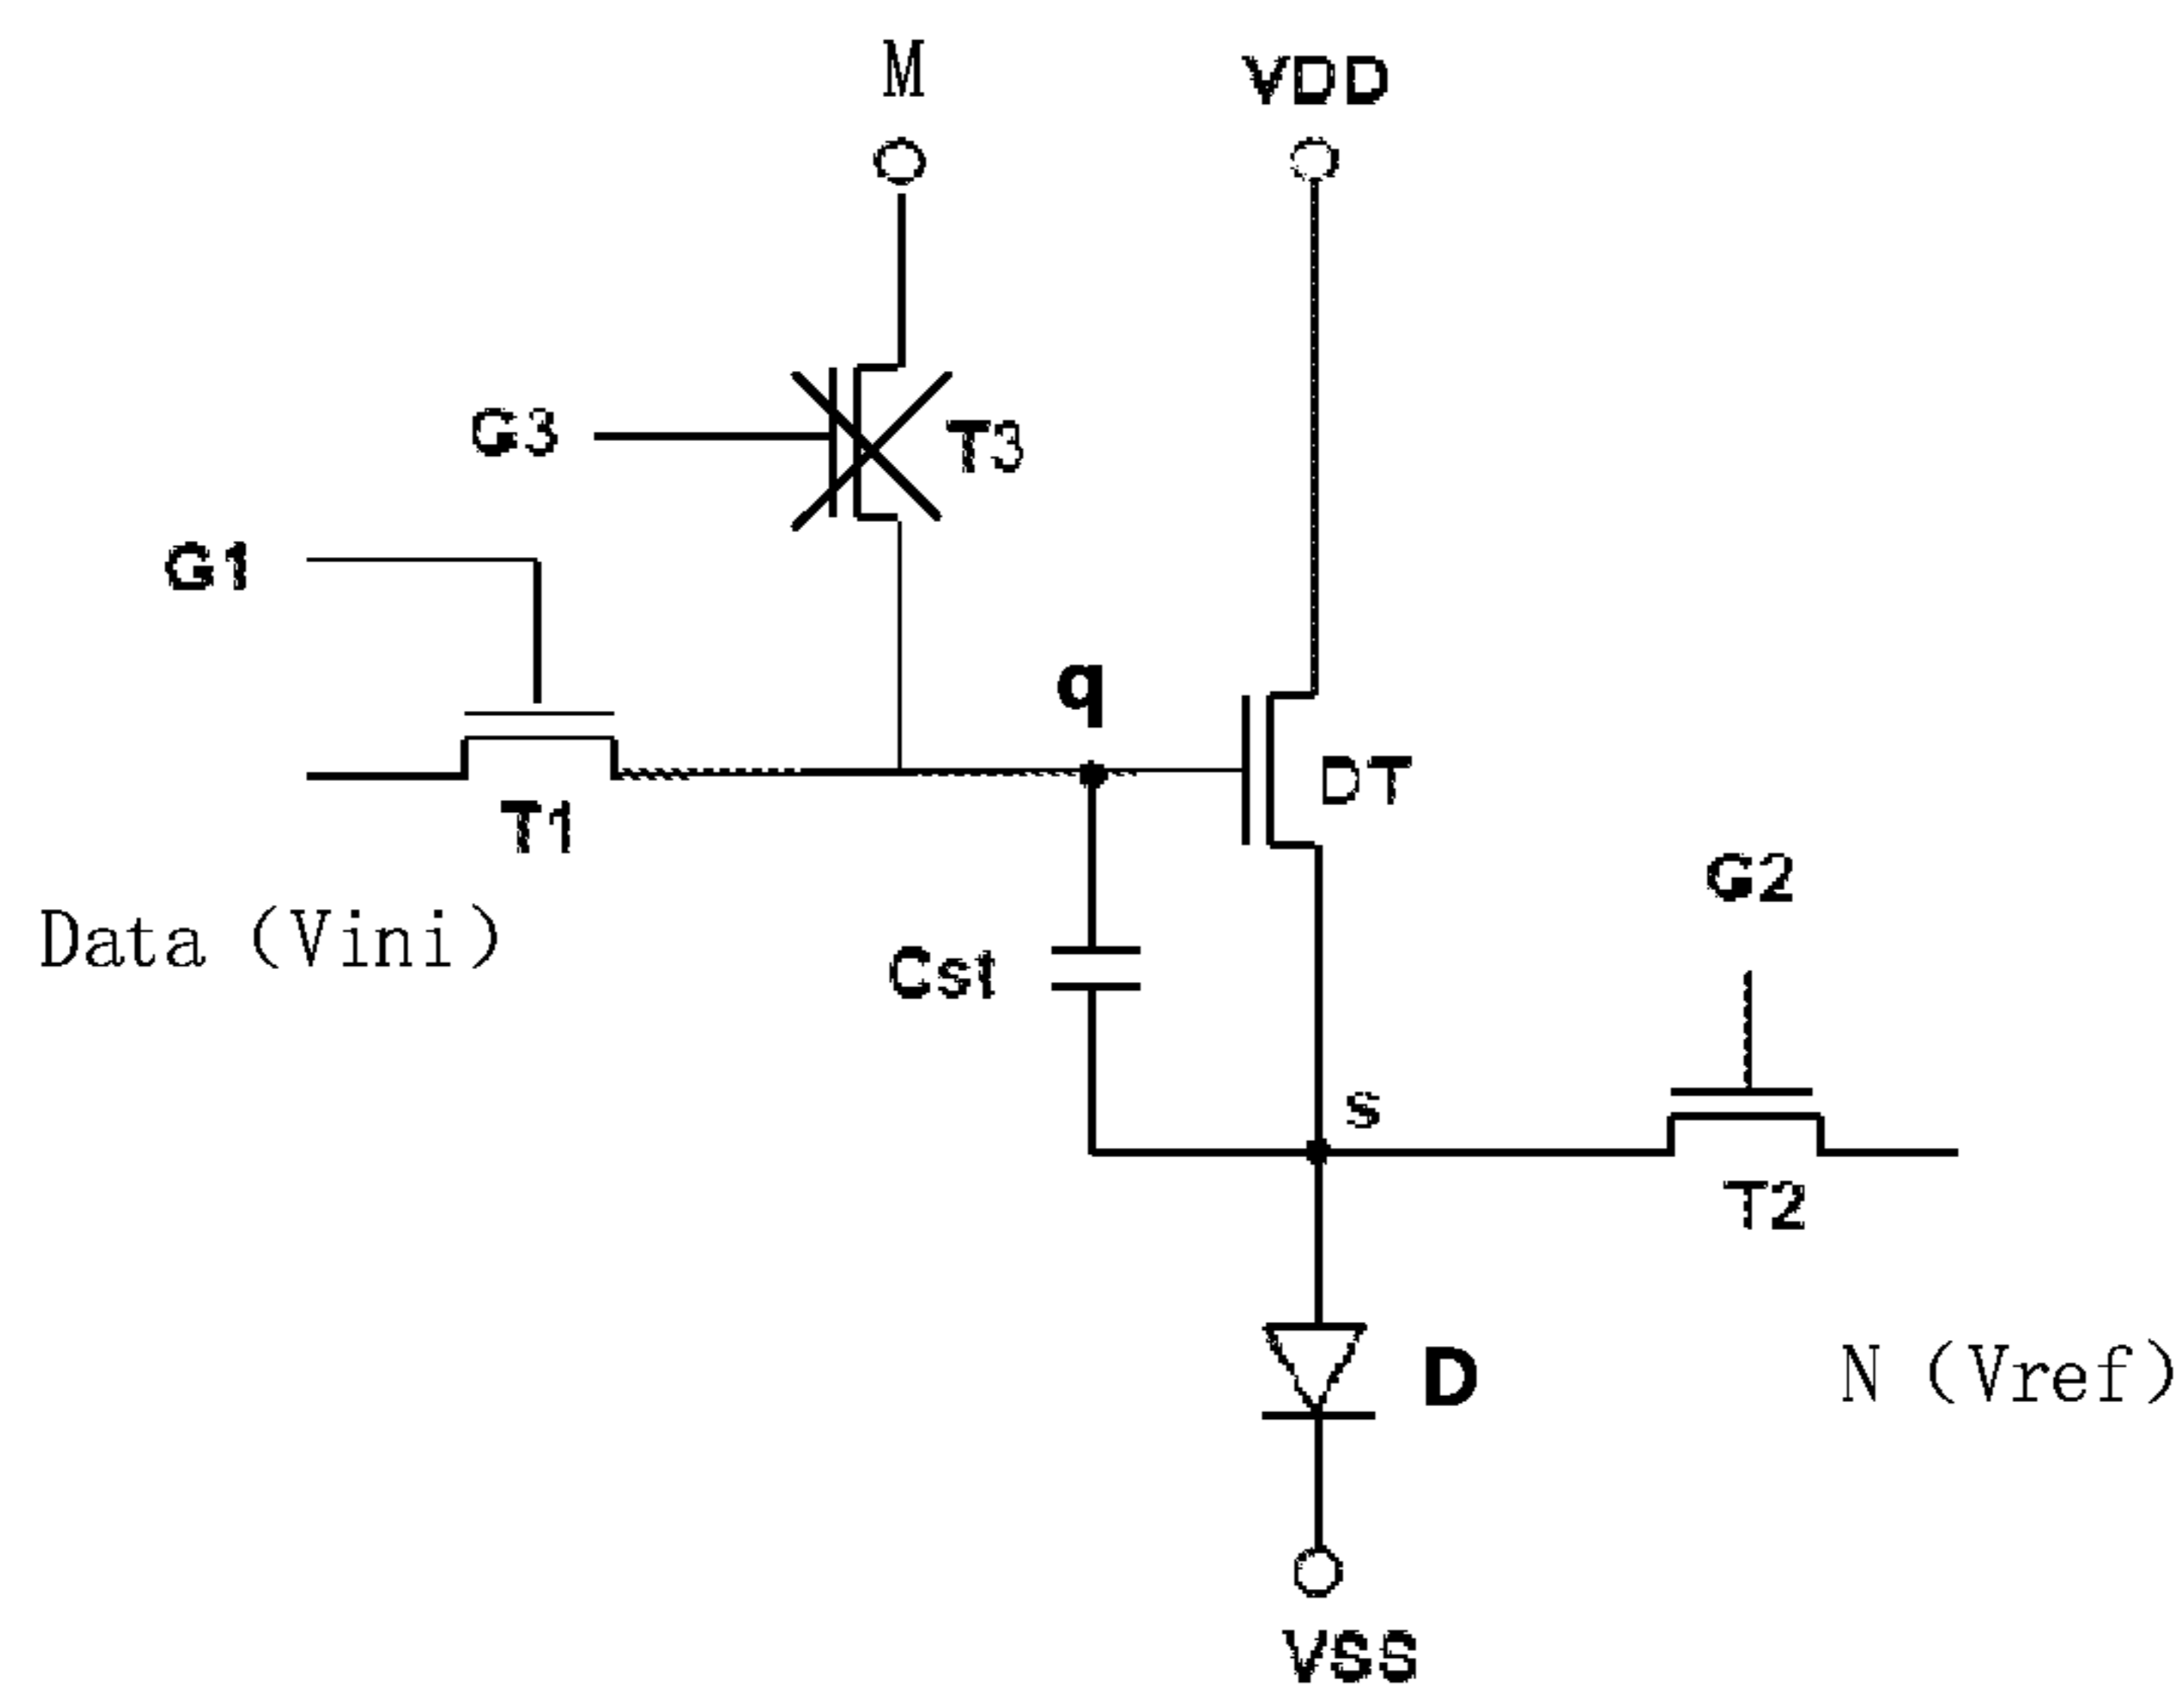 M
VDD
G3
T3
G1
q
DT
T1
G2
Data (Vini)
Cst
s
T2
D
N (Vref)
VSS